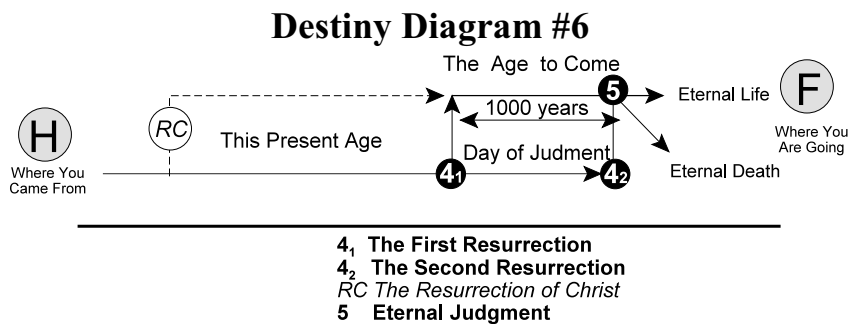 Destiny Diagram #6
The Age to Come
H
RC
5
Eternal Life
F
1000 years
This Present Age
Where You
Came From
Where You
Are Going
4₁
Day of Judment
4₂
Eternal Death
4₁ The First Resurrection
4₂ The Second Resurrection
RC The Resurrection of Christ
5 Eternal Judgment